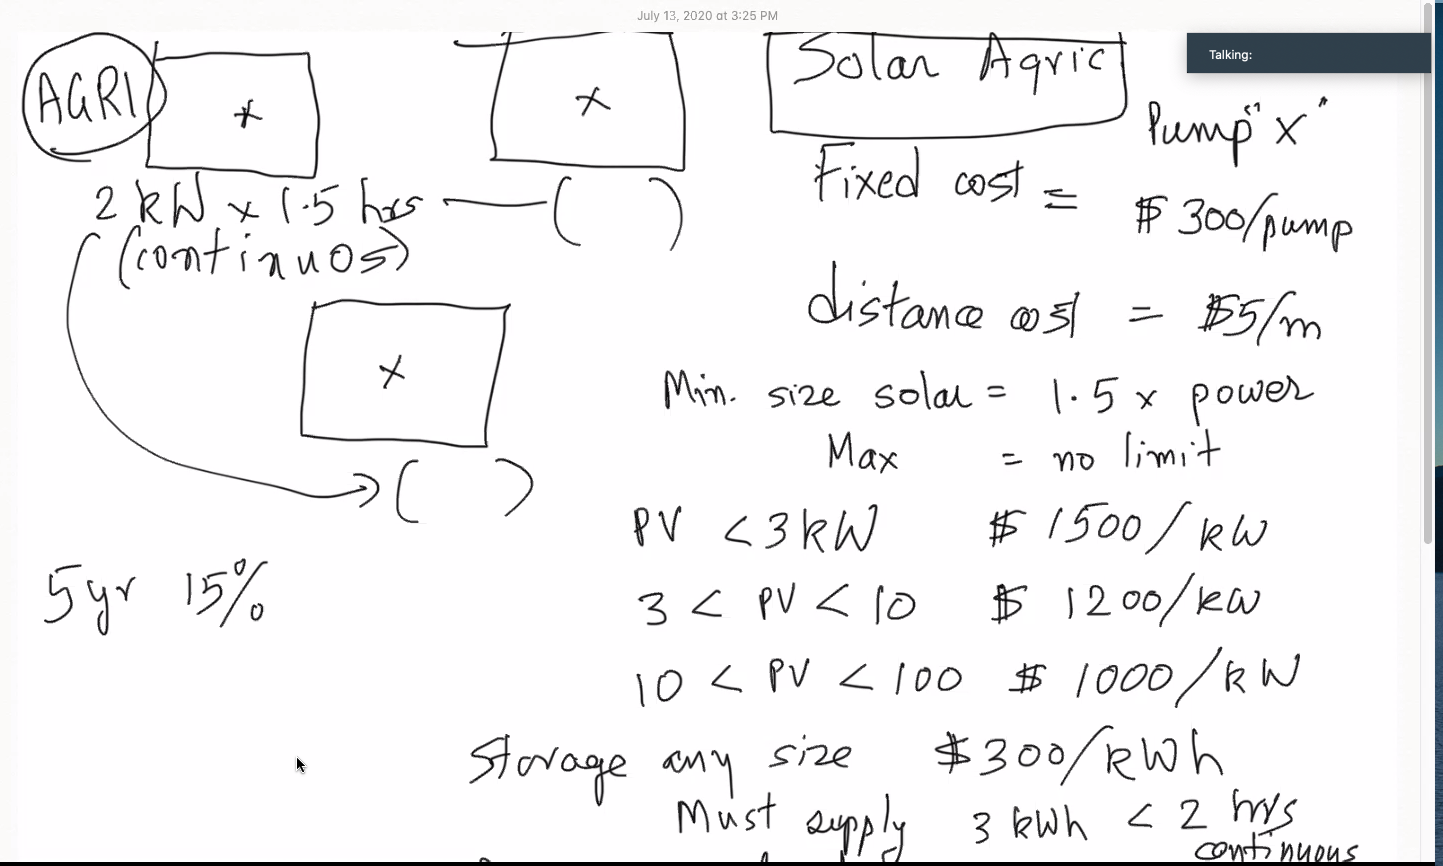 July 13, 2020 at 3:25 PM
Talking:
AGRI
x
x
Solar Agric
Pump "x"
2 kW x 1.5 hrs — ( )
(continuos)
Fixed cost = $ 300/pump
distance cost = $5/m
x
Min. size solar = 1.5 x power
Max = no limit
( )
PV < 3 kW $ 1500/kW
5yr 15%
3 < PV < 10 $ 1200/kW
10 < PV < 100 $ 1000/kW
Storage any size $300/kWh
Must supply 3 kWh < 2 hrs
continuous